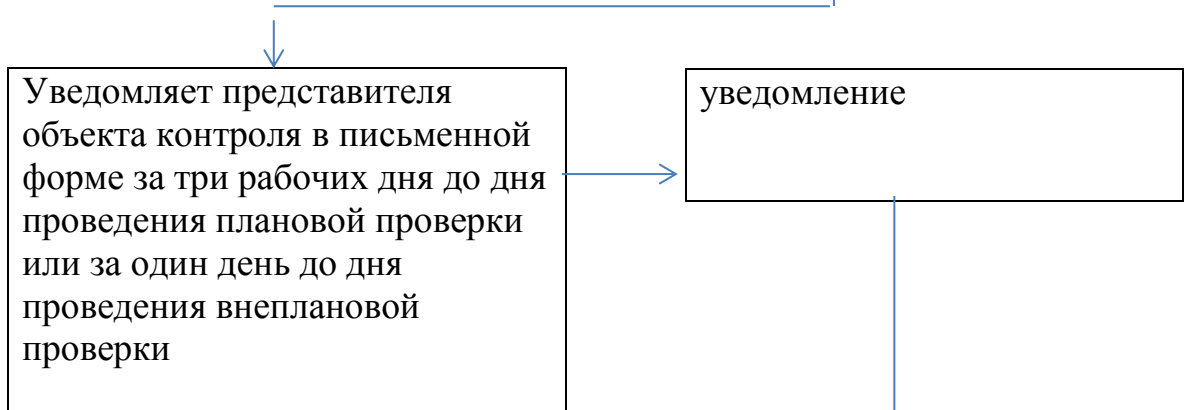 Уведомляет представителя
объекта контроля в письменной
форме за три рабочих дня до дня
проведения плановой проверки
или за один день до дня
проведения внеплановой
проверки
уведомление